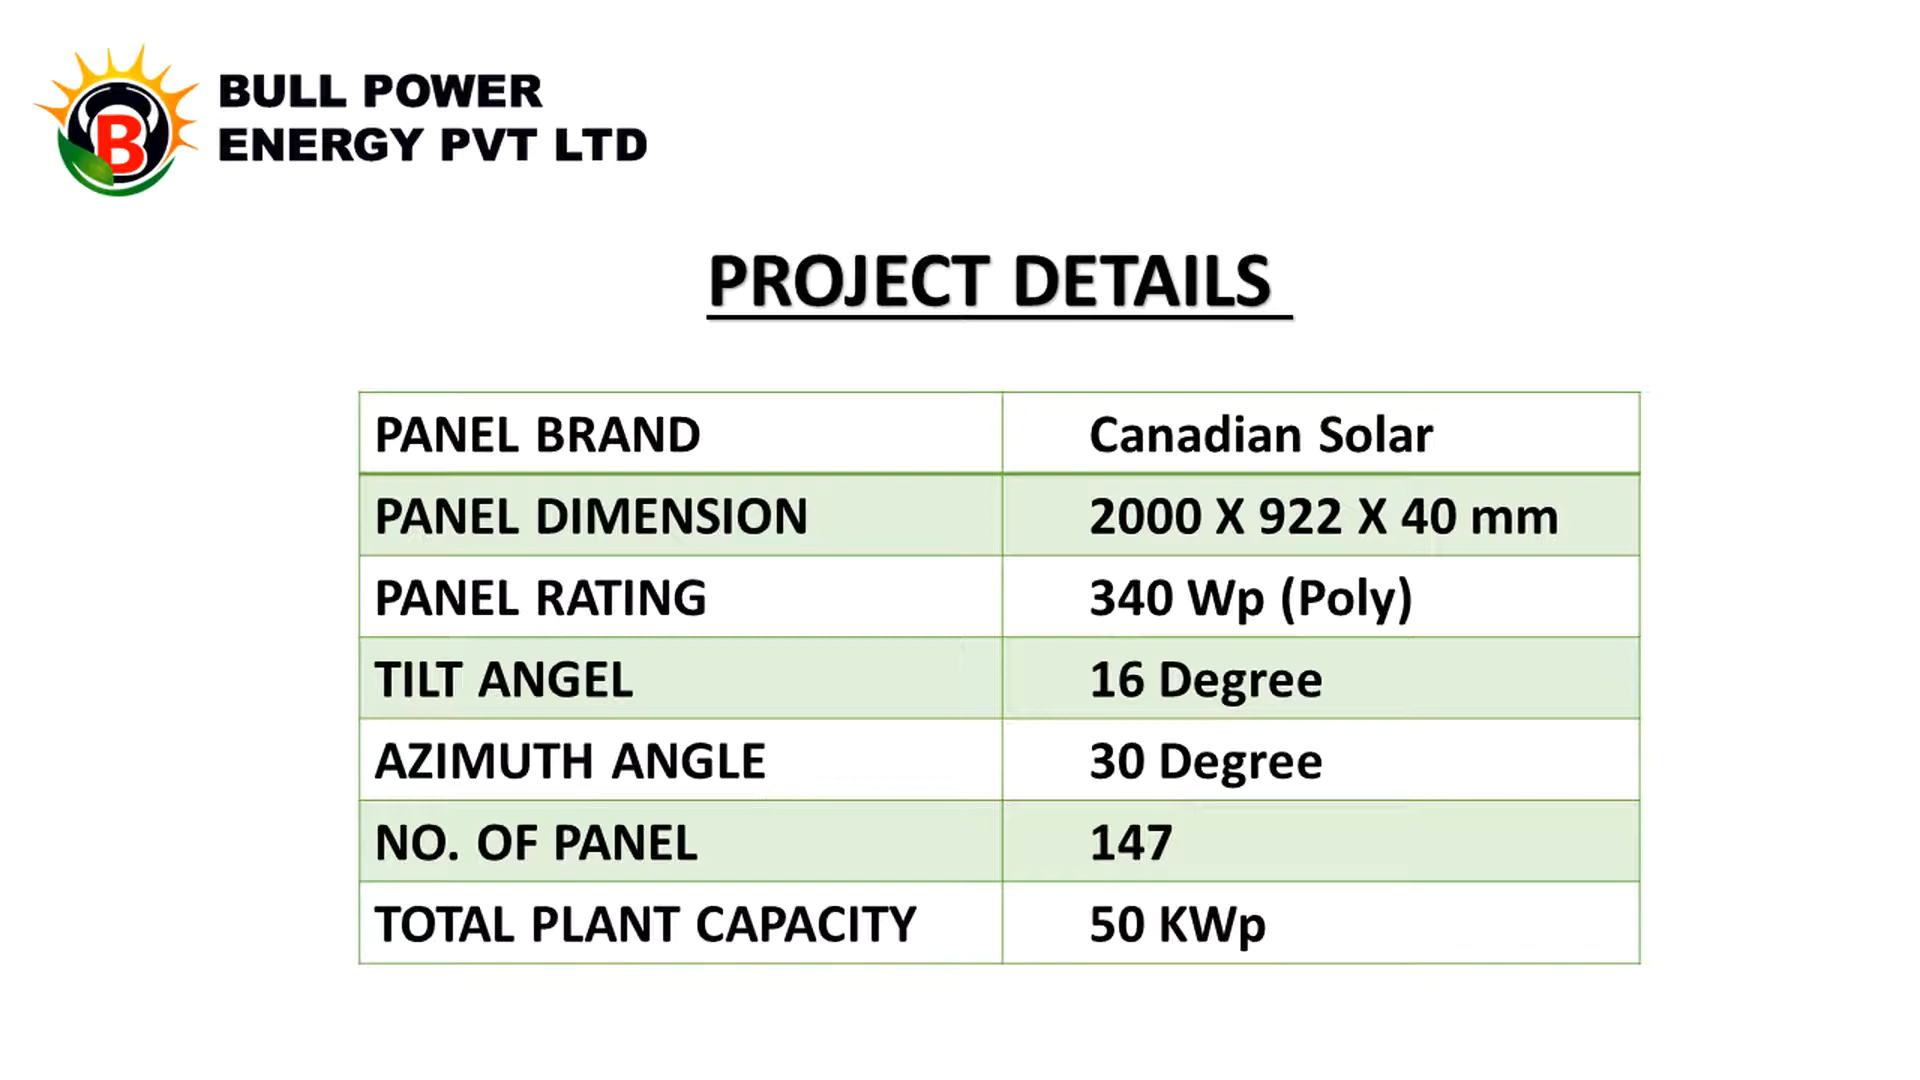 B
BULL POWER
ENERGY PVT LTD
PROJECT DETAILS
PANEL BRAND Canadian Solar
PANEL DIMENSION 2000 X 922 X 40 mm
PANEL RATING 340 Wp (Poly)
TILT ANGEL 16 Degree
AZIMUTH ANGLE 30 Degree
NO. OF PANEL 147
TOTAL PLANT CAPACITY 50 KWp